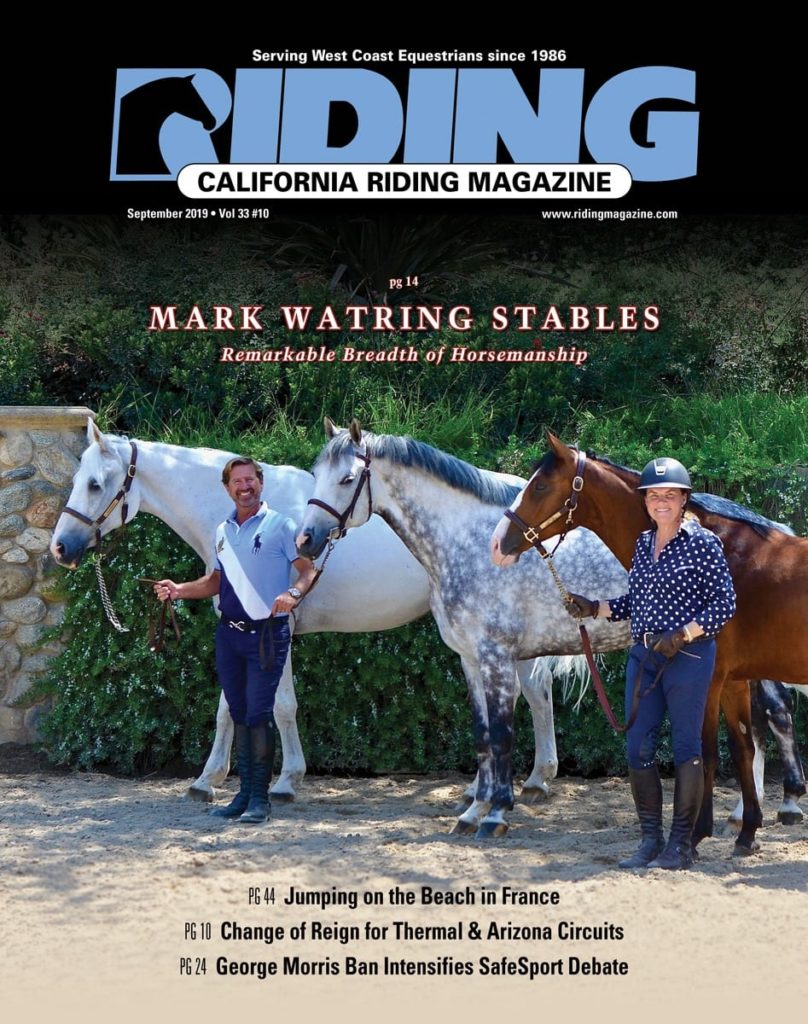 Serving West Coast Equestrians since 1986
RIDING
CALIFORNIA RIDING MAGAZINE
September 2019 • Vol 33 #10
www.ridingmagazine.com
pg 14
MARK WATRING STABLES
Remarkable Breadth of Horsemanship
PG 44 Jumping on the Beach in France
PG 10 Change of Reign for Thermal & Arizona Circuits
PG 24 George Morris Ban Intensifies SafeSport Debate